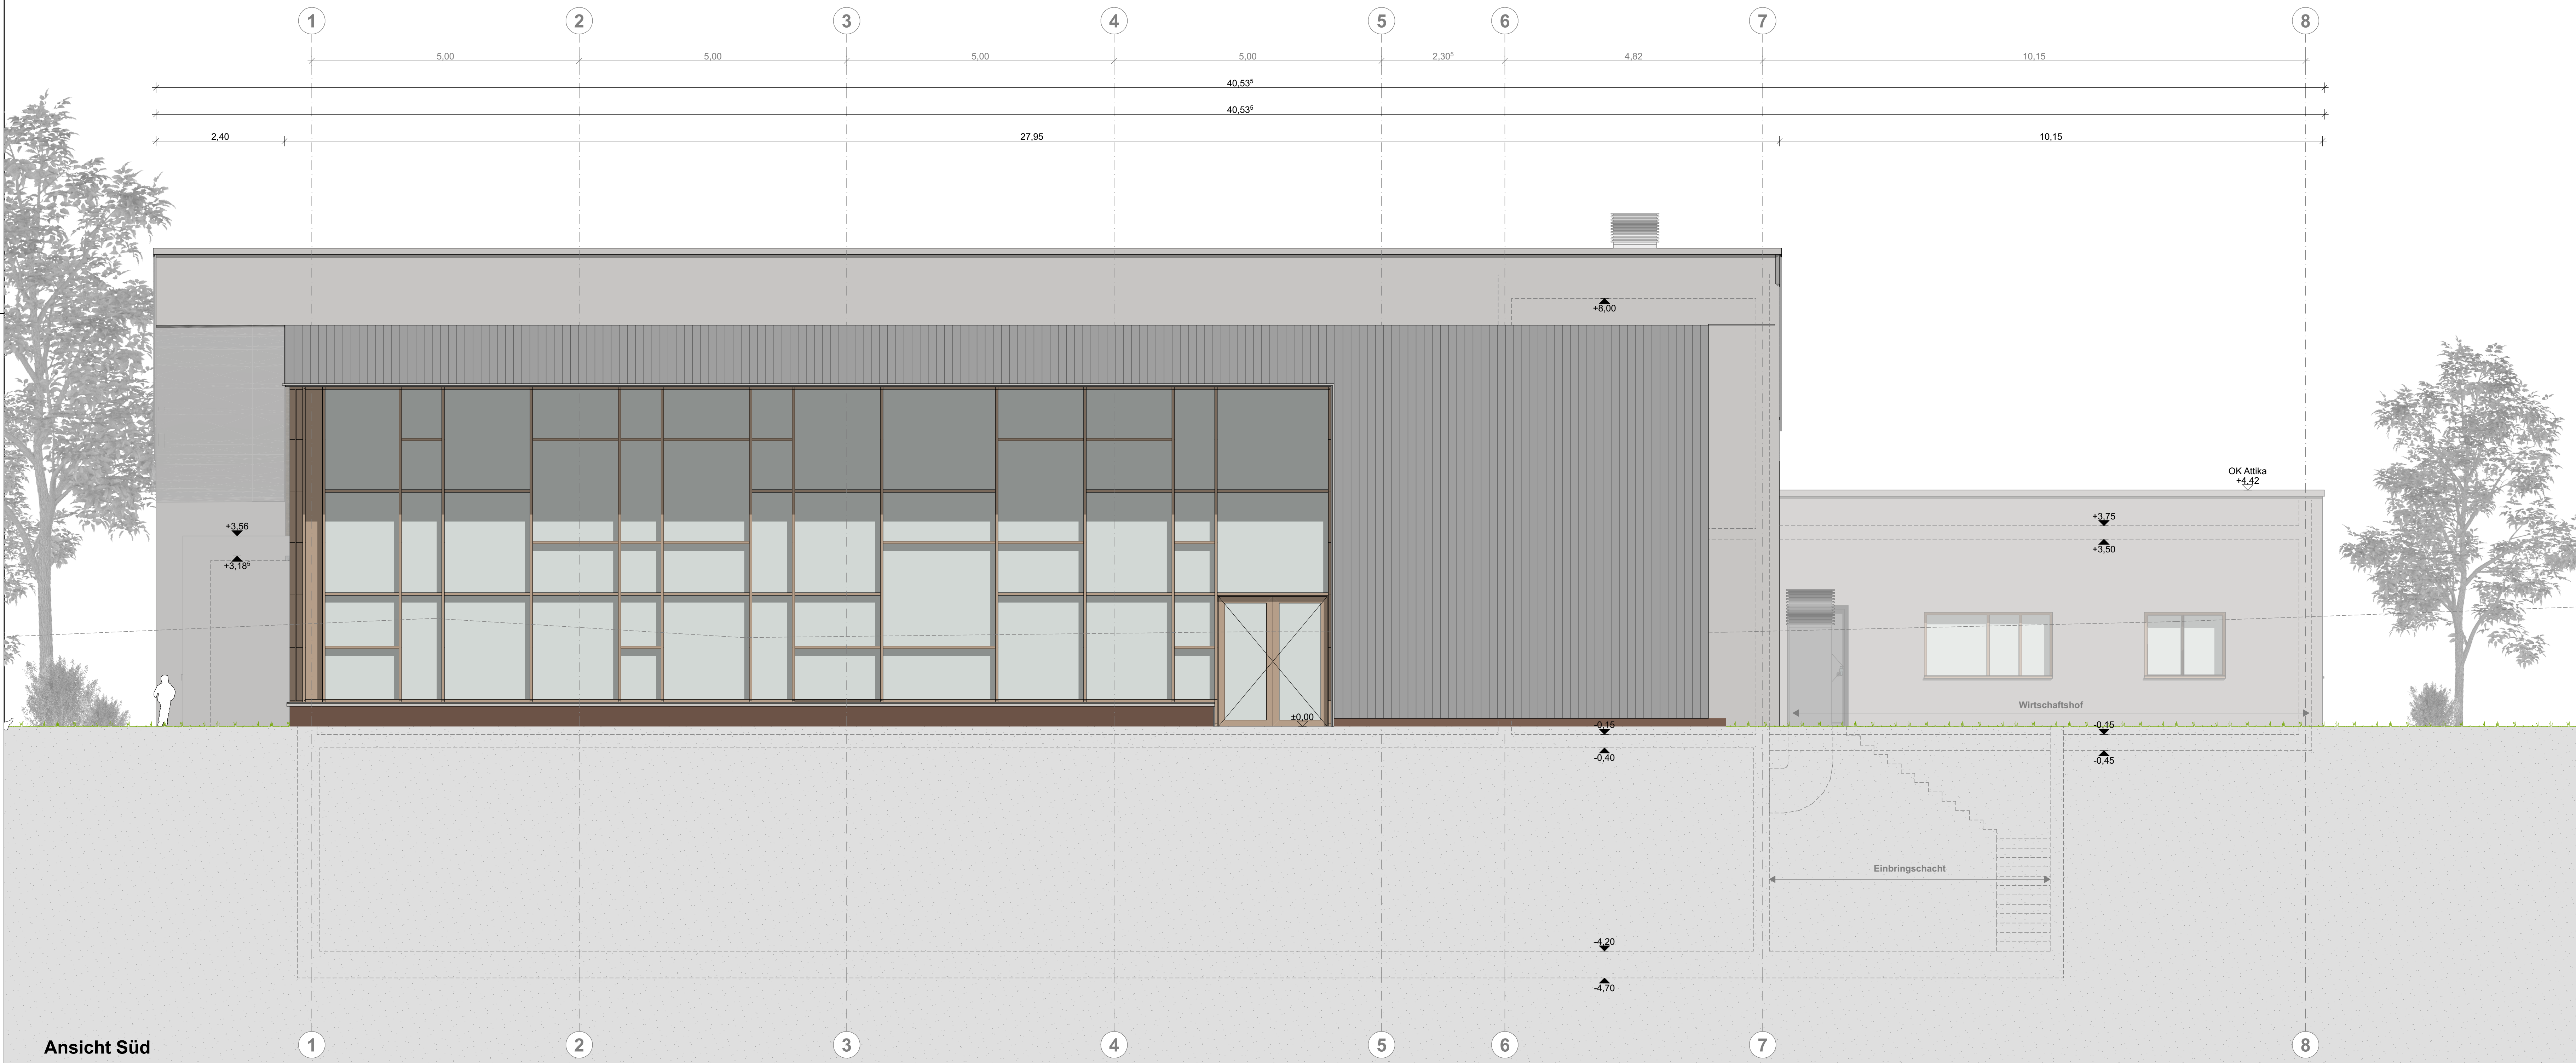 1 2 3 4 5 6 7 8
5,00 5,00 5,00 5,00 2,30⁵ 4,82 10,15
40,53⁵
40,53⁵
2,40 27,95 10,15
+8,00
OK Attika
+4,42
+3,75
+3,56
+3,50
+3,18⁵
Wirtschaftshof
±0,00
-0,15 -0,15
-0,40 -0,45
Einbringschacht
-4,20
-4,70
Ansicht Süd
1 2 3 4 5 6 7 8